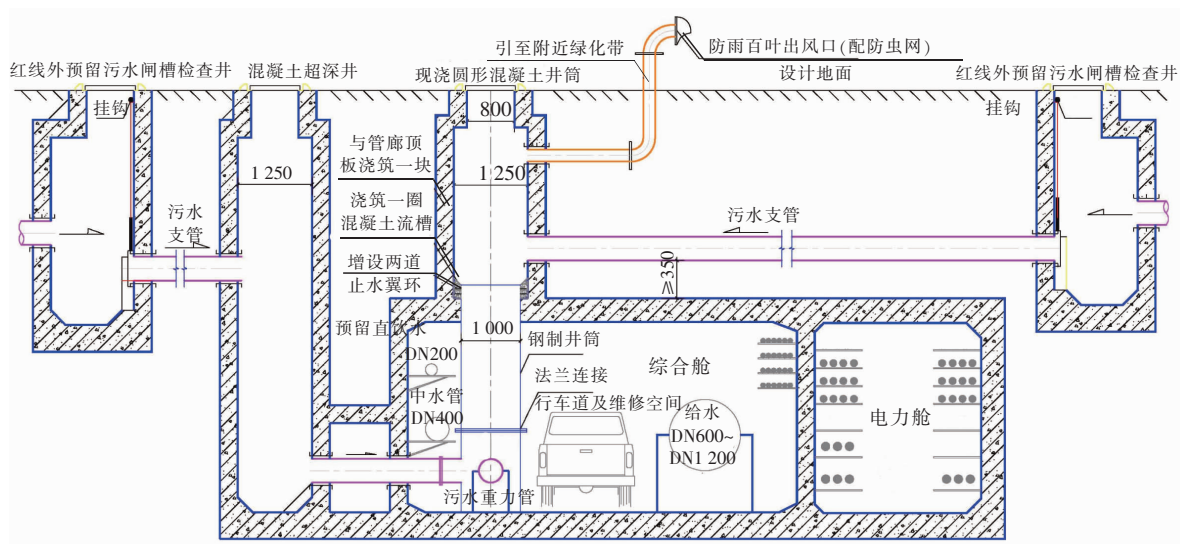 引至附近绿化带
防雨百叶出风口(配防虫网)
红线外预留污水闸槽检查井
混凝土超深井
现浇圆形混凝土井筒
设计地面
红线外预留污水闸槽检查井
挂钩
800
挂钩
与管廊顶
板浇筑一块
1 250
1 250
浇筑一圈
混凝土流槽
污水
支管
污水支管
增设两道
止水翼环
≥350
预留直饮水
1 000
钢制井筒
DN200
综合舱
法兰连接
中水管
DN400
行车道及维修空间
给水
DN600~
DN1 200
电力舱
污水重力管